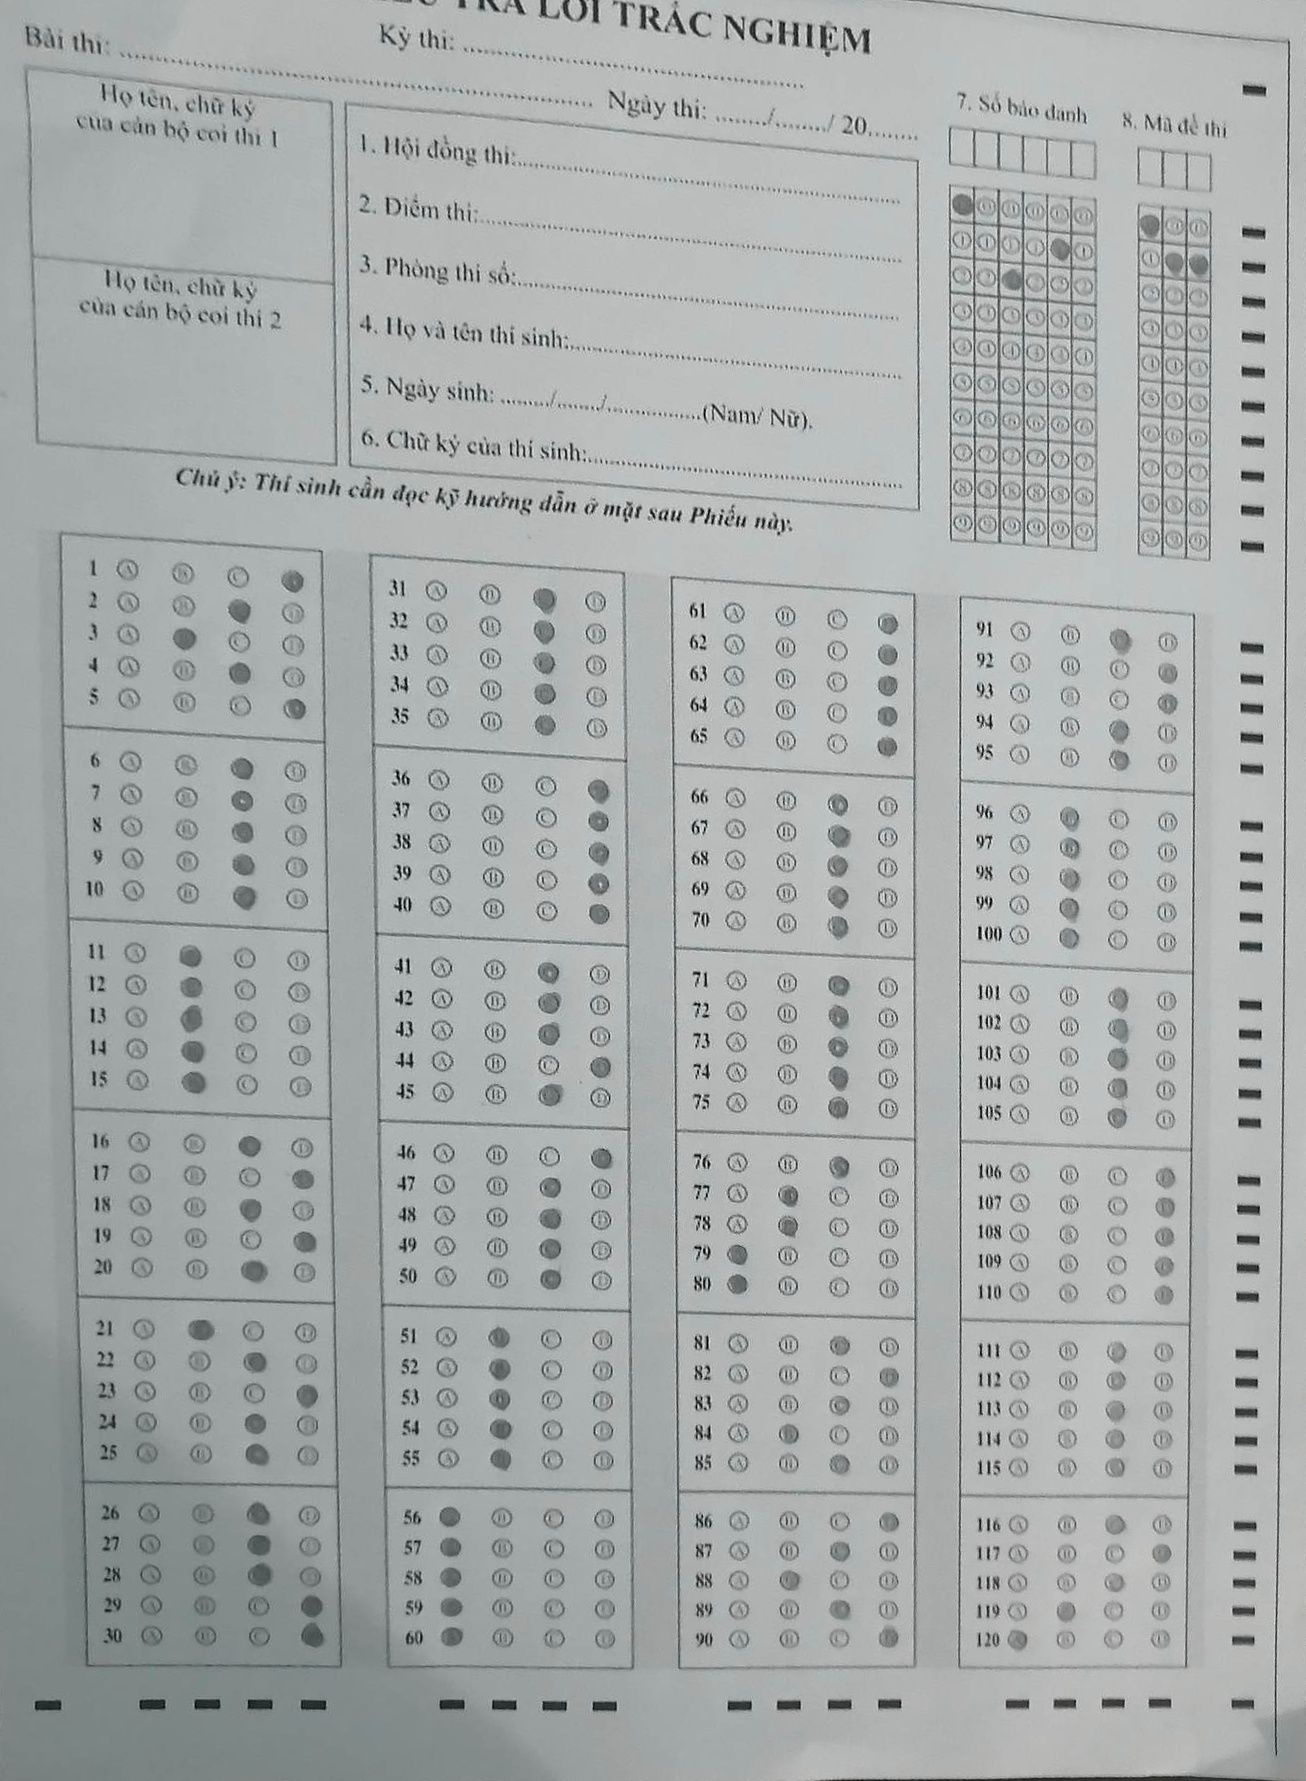 TRẢ LỜI TRẮC NGHIỆM
Kỳ thi:
Bài thi: Ngày thi: ......./......./ 20.......
Họ tên, chữ ký
của cán bộ coi thi 1
Họ tên, chữ ký
của cán bộ coi thi 2
1. Hội đồng thi:
2. Điểm thi:
3. Phòng thi số:
4. Họ và tên thí sinh:
5. Ngày sinh: ......./......./..............(Nam/ Nữ).
6. Chữ ký của thí sinh:
7. Số báo danh
8. Mã đề thi
Chú ý: Thí sinh cần đọc kỹ hướng dẫn ở mặt sau Phiếu này.
1 A B C
2 A B D
3 A C D
4 A B D
5 A B C
6 A B D
7 A B D
8 A B D
9 A B D
10 A B D
11 A C D
12 A C D
13 A C D
14 A C D
15 A C D
16 A B D
17 A B C
18 A B D
19 A B C
20 A B D
21 A C D
22 A B D
23 A B C
24 A B D
25 A B D
26 A B D
27 A B D
28 A B D
29 A B C
30 A B C
31 A B D
32 A B D
33 A B D
34 A B D
35 A B D
36 A B C
37 A B C
38 A B C
39 A B C
40 A B C
41 A B D
42 A B D
43 A B D
44 A B C
45 A B D
46 A B C
47 A B D
48 A B D
49 A B D
50 A B D
51 A C D
52 A C D
53 A C D
54 A C D
55 A C D
56 B C D
57 B C D
58 B C D
59 B C D
60 B C D
61 A B C
62 A B C
63 A B C
64 A B C
65 A B C
66 A B D
67 A B D
68 A B D
69 A B D
70 A B D
71 A B D
72 A B D
73 A B D
74 A B D
75 A B D
76 A B D
77 A C D
78 A C D
79 B C D
80 B C D
81 A B D
82 A B C
83 A B D
84 A C D
85 A B D
86 A B C
87 A B D
88 A C D
89 A B D
90 A B C
91 A B D
92 A B C
93 A B C
94 A B D
95 A B D
96 A C D
97 A C D
98 A C D
99 A C D
100 A C D
101 A B D
102 A B D
103 A B D
104 A B D
105 A B D
106 A B C
107 A B C
108 A B C
109 A B C
110 A B C
111 A B D
112 A B D
113 A B D
114 A B D
115 A B D
116 A B D
117 A B C
118 A B D
119 A C D
120 B C D